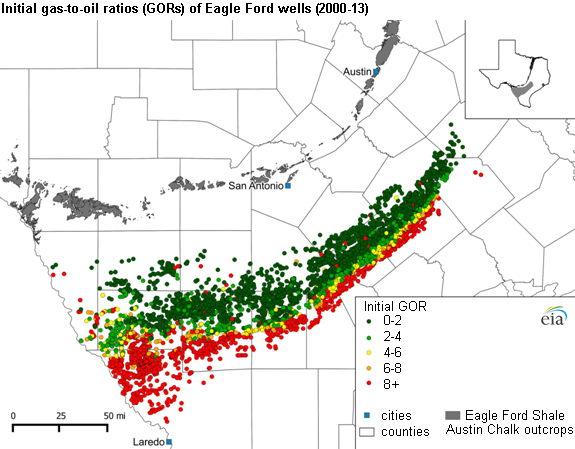 Initial gas-to-oil ratios (GORs) of Eagle Ford wells (2000-13)
Austin
San Antonio
Initial GOR
0-2
2-4
4-6
6-8
8+
eia
0 25 50 mi
cities
counties
Eagle Ford Shale
Austin Chalk outcrops
Laredo